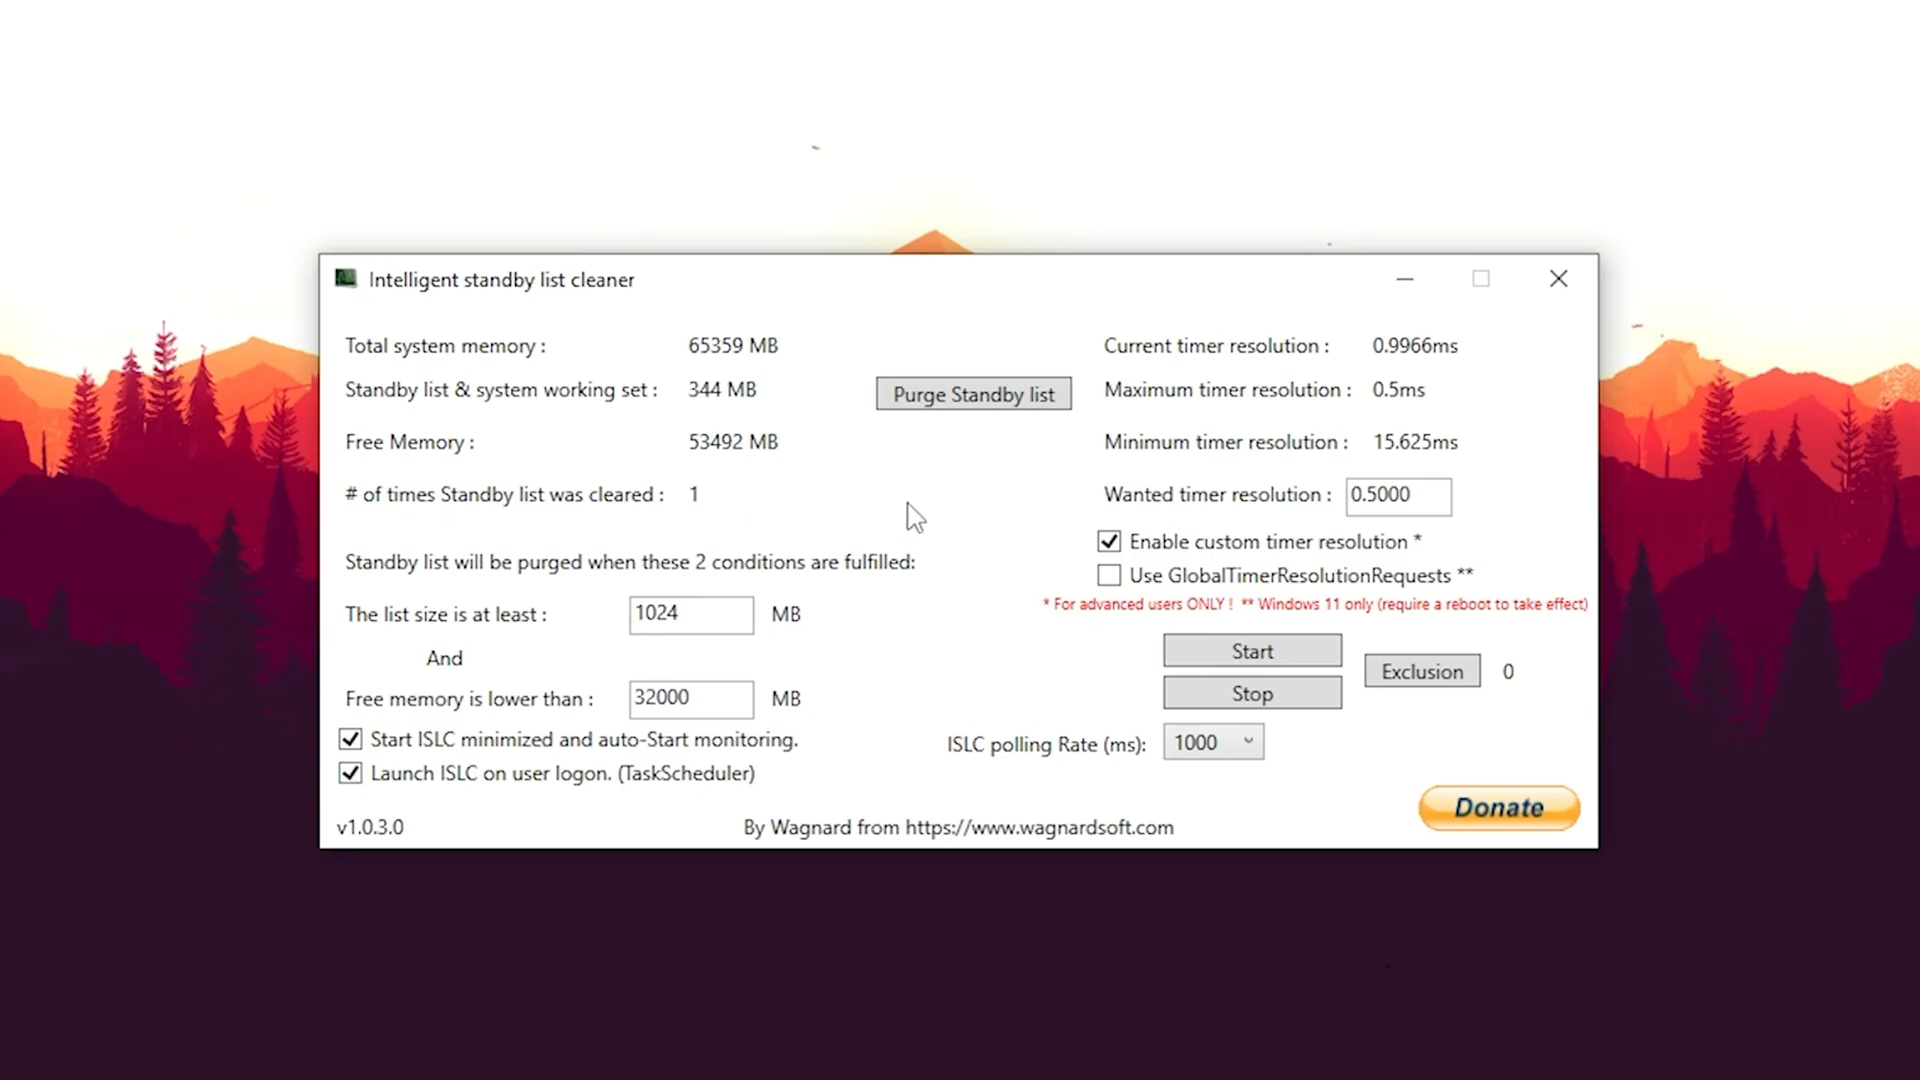 Intelligent standby list cleaner
Total system memory : 65359 MB
Standby list & system working set : 344 MB
Purge Standby list
Free Memory : 53492 MB
# of times Standby list was cleared : 1
Standby list will be purged when these 2 conditions are fulfilled:
The list size is at least : 1024 MB
And
Free memory is lower than : 32000 MB
Start ISLC minimized and auto-Start monitoring.
Launch ISLC on user logon. (TaskScheduler)
Current timer resolution : 0.9966ms
Maximum timer resolution : 0.5ms
Minimum timer resolution : 15.625ms
Wanted timer resolution : 0.5000
Enable custom timer resolution *
Use GlobalTimerResolutionRequests **
* For advanced users ONLY ! ** Windows 11 only (require a reboot to take effect)
Start
Stop
Exclusion 0
ISLC polling Rate (ms): 1000
Donate
v1.0.3.0
By Wagnard from https://www.wagnardsoft.com